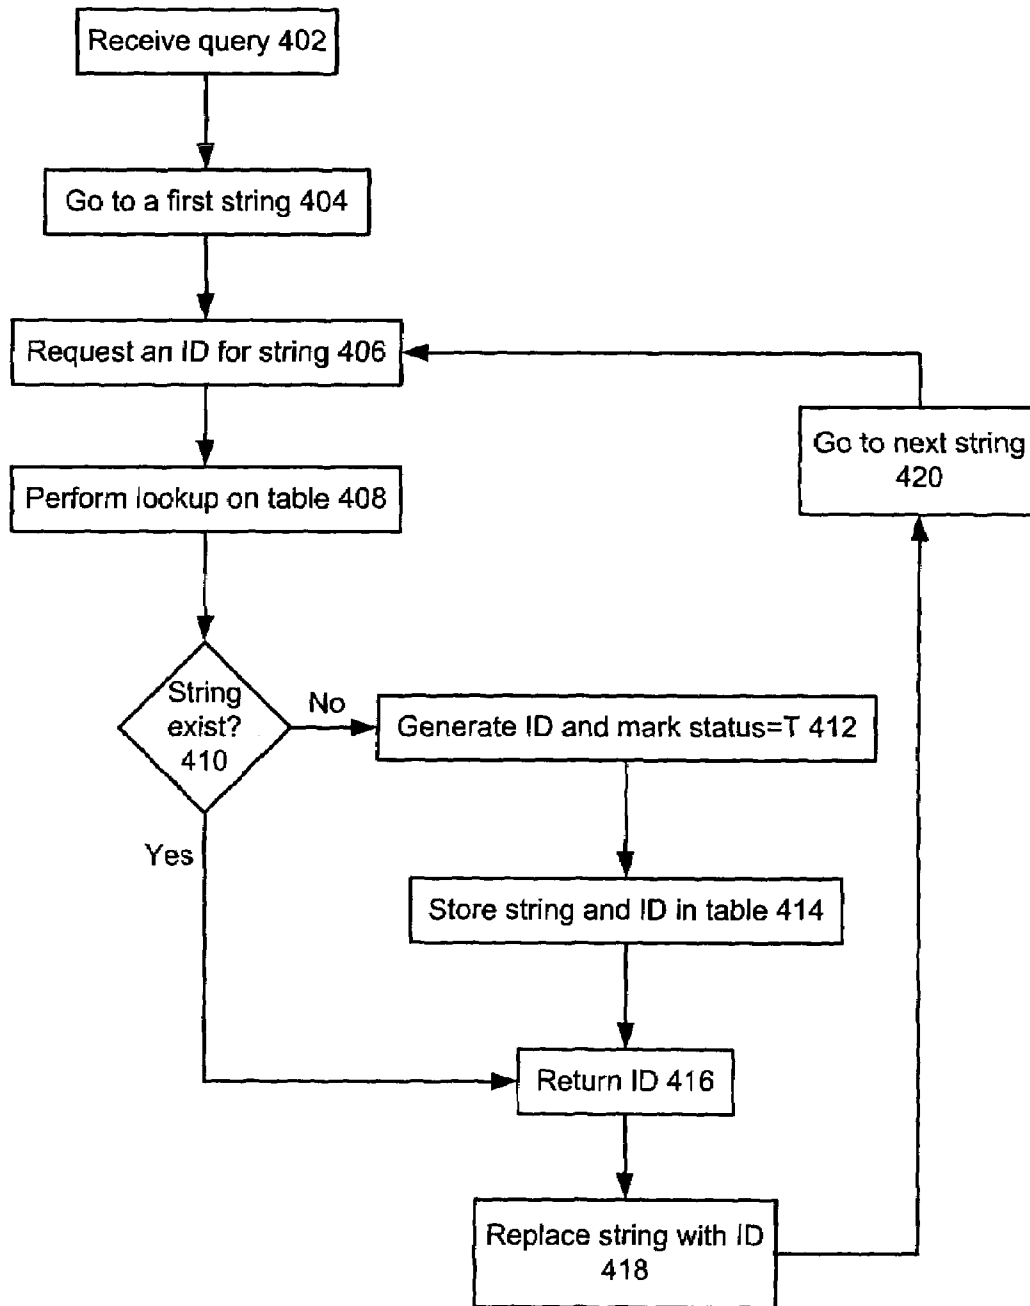 Receive query 402
Go to a first string 404
Request an ID for string 406
Go to next string
420
Perform lookup on table 408
String
exist?
410
No
Generate ID and mark status=T 412
Yes
Store string and ID in table 414
Return ID 416
Replace string with ID
418